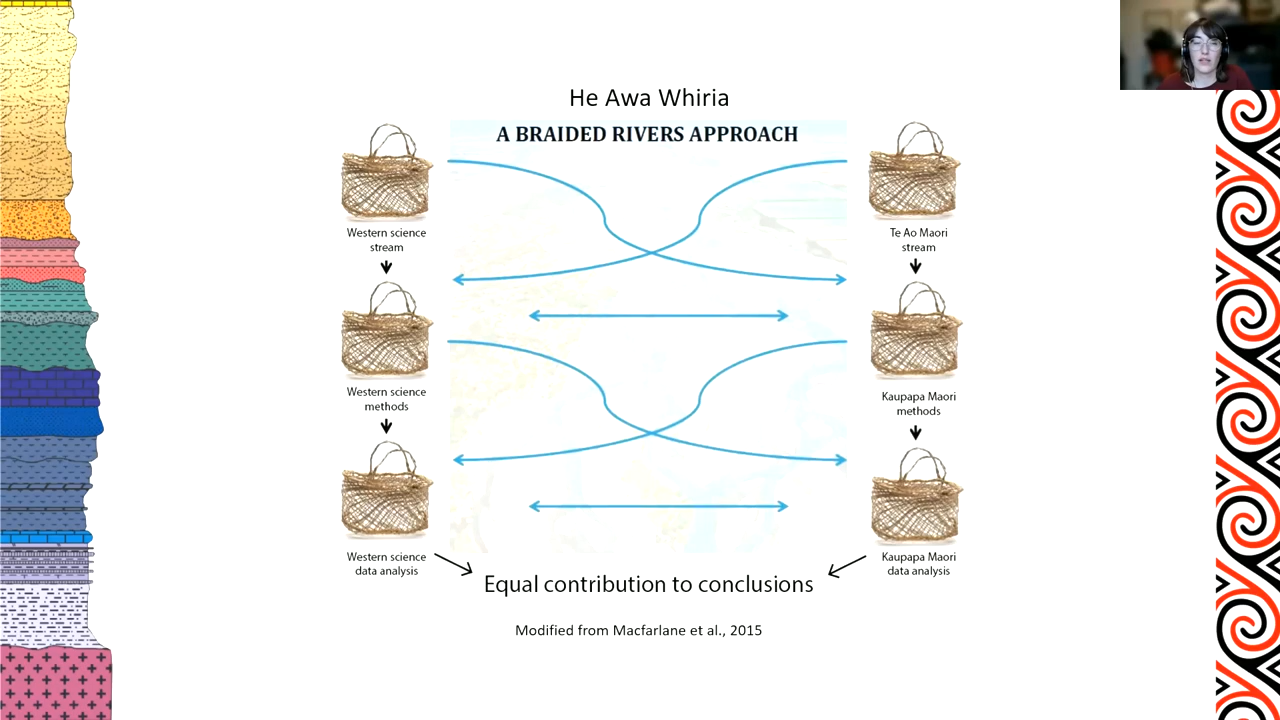 He Awa Whiria
A BRAIDED RIVERS APPROACH
Western science
stream
Te Ao Maori
stream
Western science
methods
Kaupapa Maori
methods
Western science
data analysis
Kaupapa Maori
data analysis
Equal contribution to conclusions
Modified from Macfarlane et al., 2015